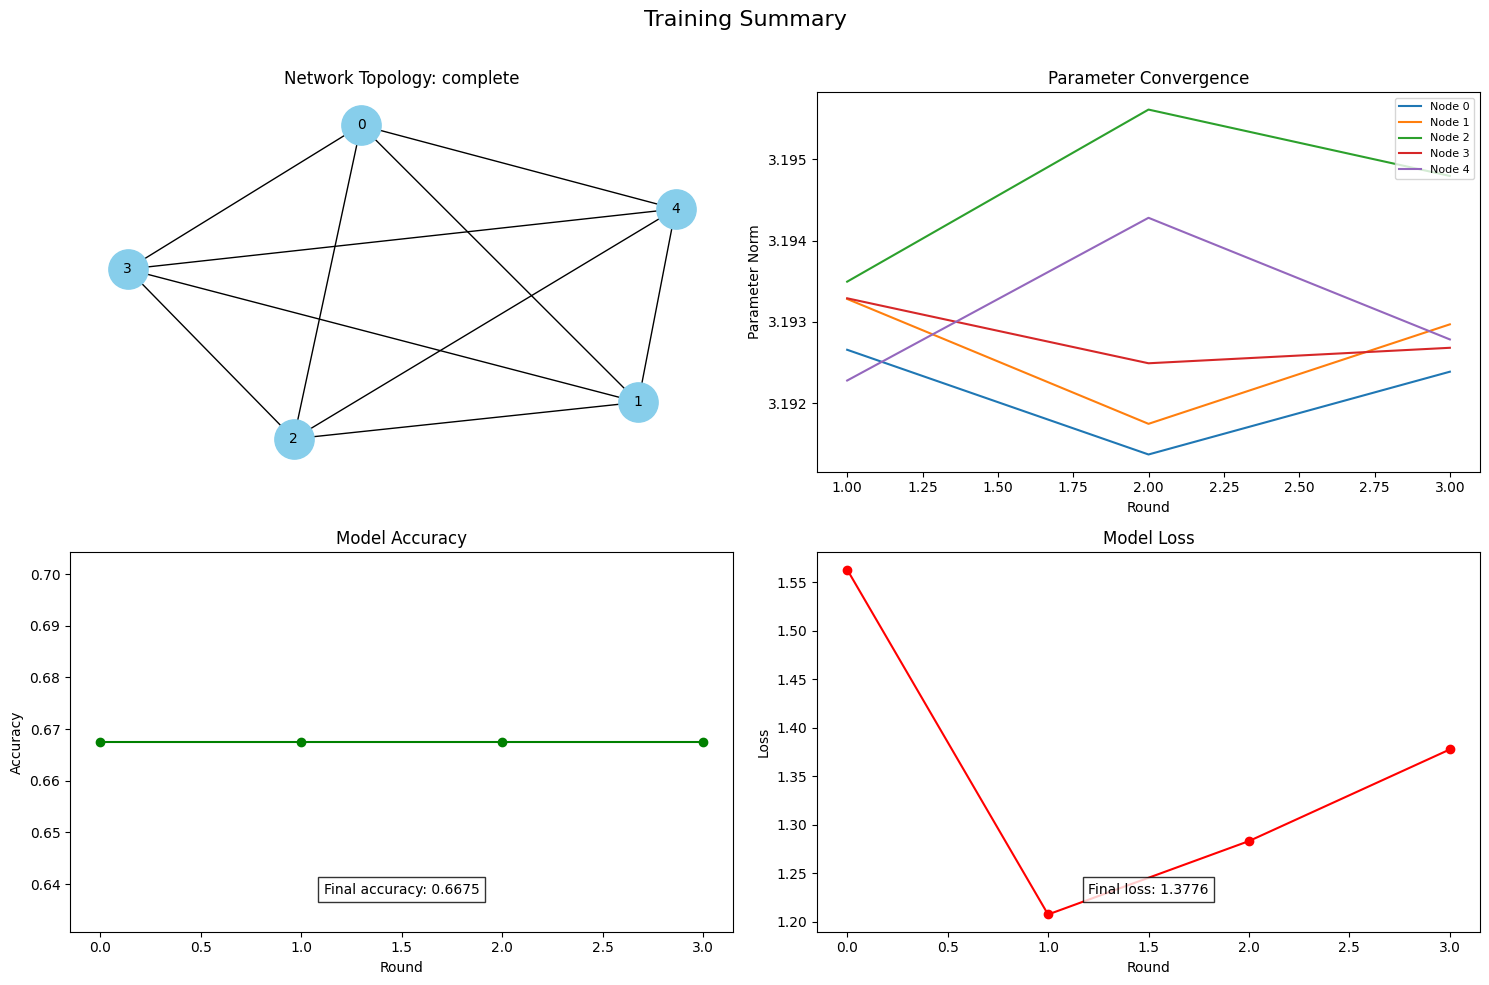 Training Summary
Network Topology: complete
0
4
3
1
2
Parameter Convergence
Node 0
Node 1
Node 2
Node 3
Node 4
Parameter Norm
3.195
3.194
3.193
3.192
1.00 1.25 1.50 1.75 2.00 2.25 2.50 2.75 3.00
Round
Model Accuracy
Accuracy
0.70
0.69
0.68
0.67
0.66
0.65
0.64
Final accuracy: 0.6675
0.0 0.5 1.0 1.5 2.0 2.5 3.0
Round
Model Loss
Loss
1.55
1.50
1.45
1.40
1.35
1.30
1.25
1.20
Final loss: 1.3776
0.0 0.5 1.0 1.5 2.0 2.5 3.0
Round